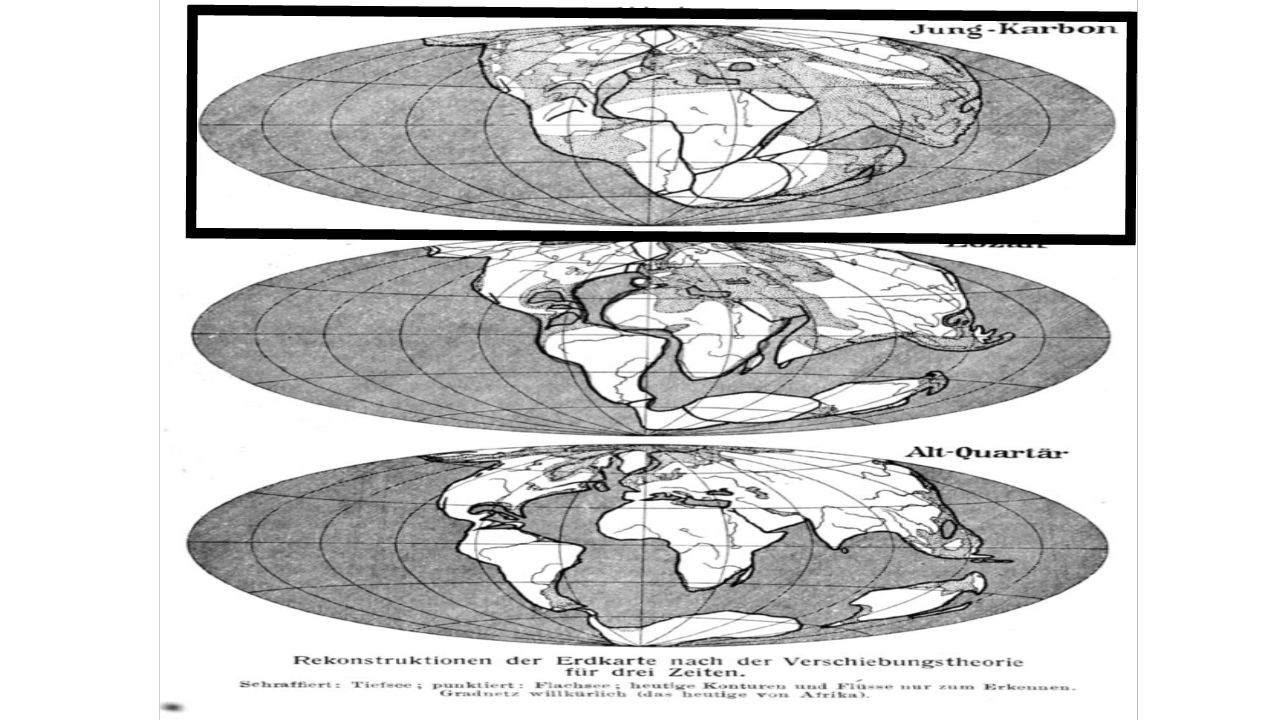 Jung-Karbon
Alt-Quartär
Rekonstruktionen der Erdkarte nach der Verschiebungstheorie
für drei Zeiten.
Schraffiert: Tiefsee; punktiert: Flachsee; heutige Konturen und Flüsse nur zum Erkennen.
Gradnetz willkürlich (das heutige von Afrika).